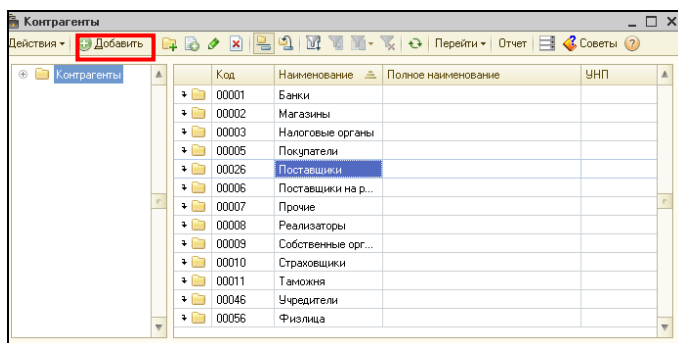 Контрагенты
Действия Добавить Перейти Отчет Советы
Контрагенты
Код Наименование Полное наименование УНП
00001 Банки
00002 Магазины
00003 Налоговые органы
00005 Покупатели
00026 Поставщики
00006 Поставщики на р...
00007 Прочие
00008 Реализаторы
00009 Собственные орг...
00010 Страховщики
00011 Таможня
00046 Учредители
00056 Физлица